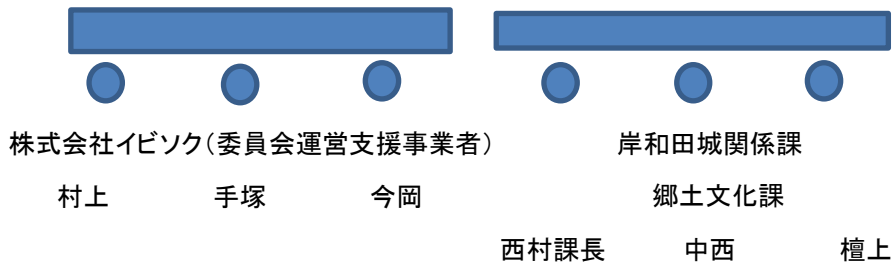 株式会社イビソク(委員会運営支援事業者) 岸和田城関係課
村上 手塚 今岡 郷土文化課
西村課長 中西 檀上